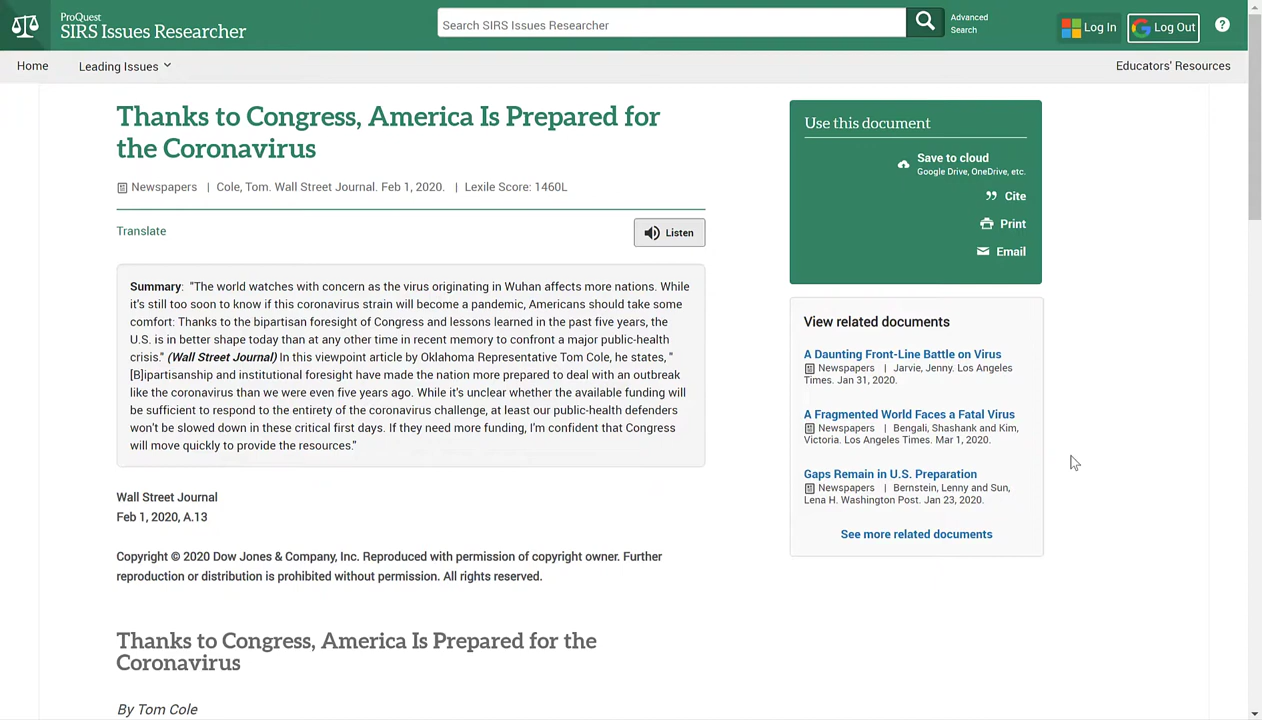 ProQuest
SIRS Issues Researcher
Search SIRS Issues Researcher
Advanced
Search
Log In
Log Out
?
Home
Leading Issues
Educators' Resources
Thanks to Congress, America Is Prepared for
the Coronavirus
Newspapers | Cole, Tom. Wall Street Journal. Feb 1, 2020. | Lexile Score: 1460L
Translate
Listen
Summary: "The world watches with concern as the virus originating in Wuhan affects more nations. While
it's still too soon to know if this coronavirus strain will become a pandemic, Americans should take some
comfort: Thanks to the bipartisan foresight of Congress and lessons learned in the past five years, the
U.S. is in better shape today than at any other time in recent memory to confront a major public-health
crisis." (Wall Street Journal) In this viewpoint article by Oklahoma Representative Tom Cole, he states, "
[B]ipartisanship and institutional foresight have made the nation more prepared to deal with an outbreak
like the coronavirus than we were even five years ago. While it's unclear whether the available funding will
be sufficient to respond to the entirety of the coronavirus challenge, at least our public-health defenders
won't be slowed down in these critical first days. If they need more funding, I'm confident that Congress
will move quickly to provide the resources."
Wall Street Journal
Feb 1, 2020, A.13
Copyright © 2020 Dow Jones & Company, Inc. Reproduced with permission of copyright owner. Further
reproduction or distribution is prohibited without permission. All rights reserved.
Thanks to Congress, America Is Prepared for the
Coronavirus
By Tom Cole
Use this document
Save to cloud
Google Drive, OneDrive, etc.
Cite
Print
Email
View related documents
A Daunting Front-Line Battle on Virus
Newspapers | Jarvie, Jenny. Los Angeles
Times. Jan 31, 2020.
A Fragmented World Faces a Fatal Virus
Newspapers | Bengali, Shashank and Kim,
Victoria. Los Angeles Times. Mar 1, 2020.
Gaps Remain in U.S. Preparation
Newspapers | Bernstein, Lenny and Sun,
Lena H. Washington Post. Jan 23, 2020.
See more related documents